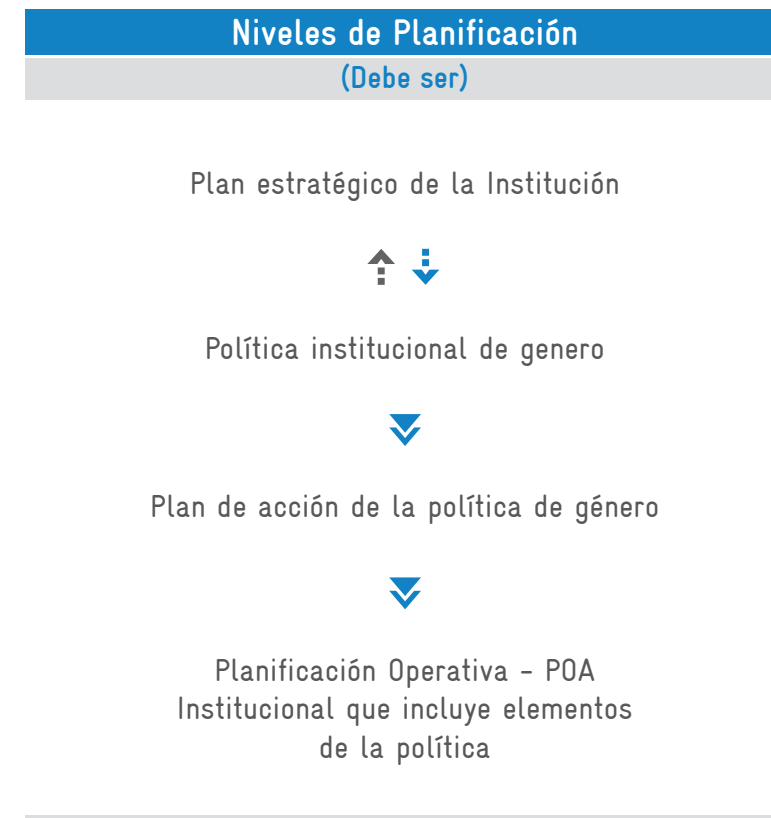 Niveles de Planificación
(Debe ser)
Plan estratégico de la Institución
Política institucional de genero
Plan de acción de la política de género
Planificación Operativa - POA
Institucional que incluye elementos
de la política